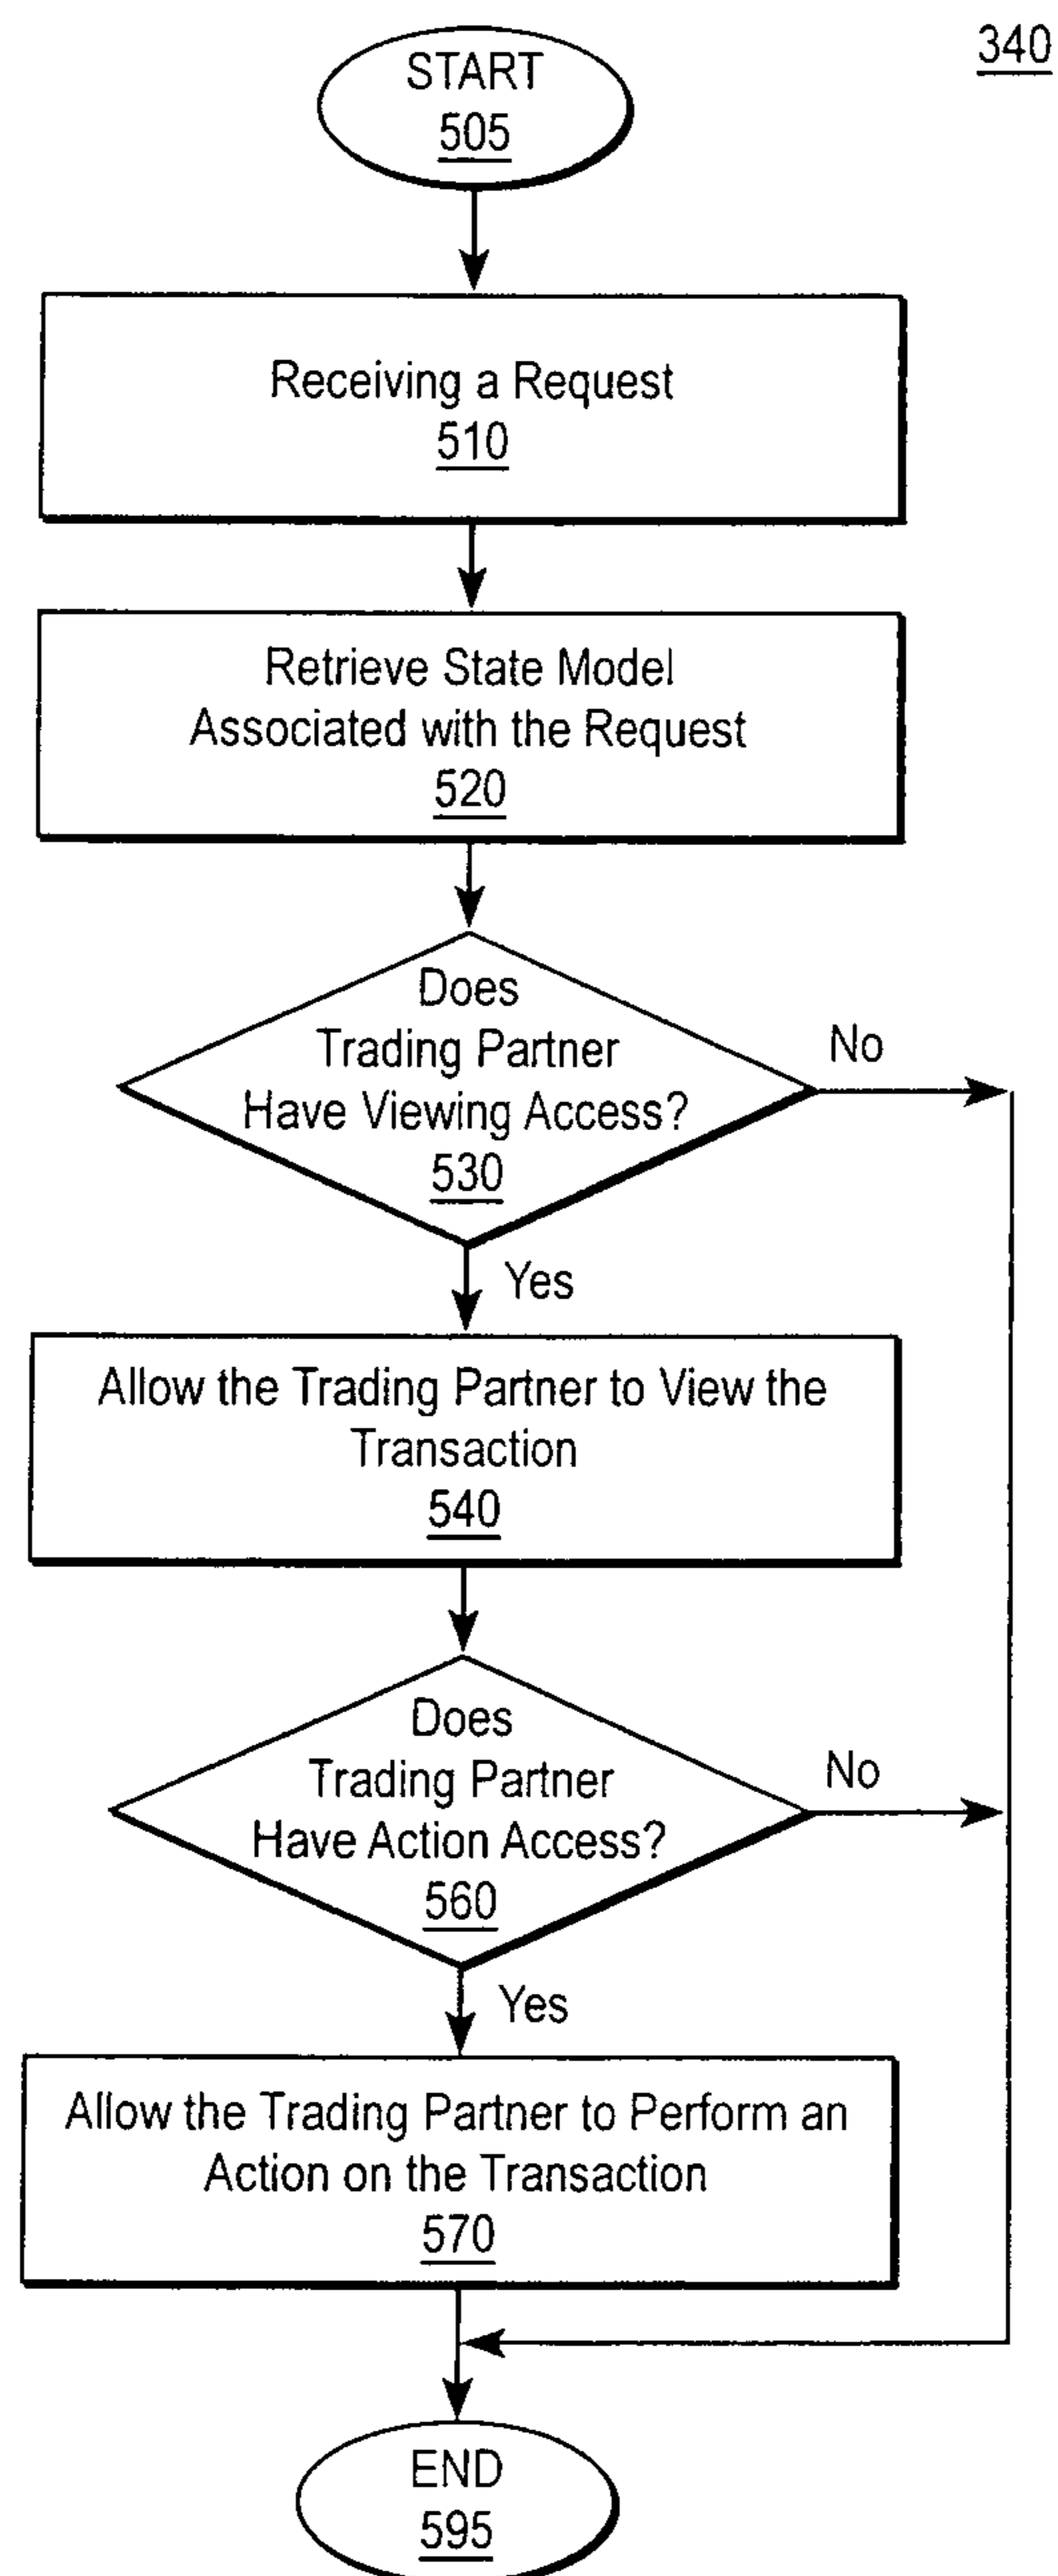 340
START
505
Receiving a Request
510
Retrieve State Model
Associated with the Request
520
Does
Trading Partner
Have Viewing Access?
530
No
Yes
Allow the Trading Partner to View the
Transaction
540
Does
Trading Partner
Have Action Access?
560
No
Yes
Allow the Trading Partner to Perform an
Action on the Transaction
570
END
595